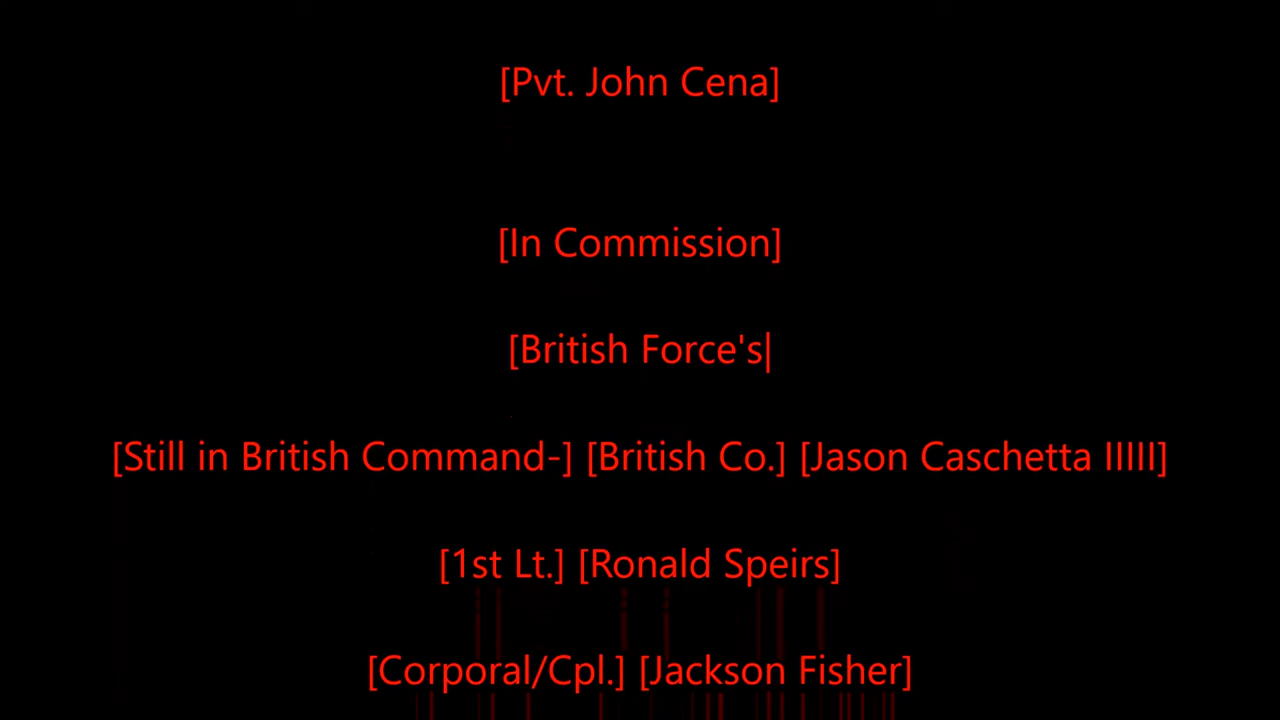 [Pvt. John Cena]
[In Commission]
[British Force's|
[Still in British Command-] [British Co.] [Jason Caschetta IIIII]
[1st Lt.] [Ronald Speirs]
[Corporal/Cpl.] [Jackson Fisher]